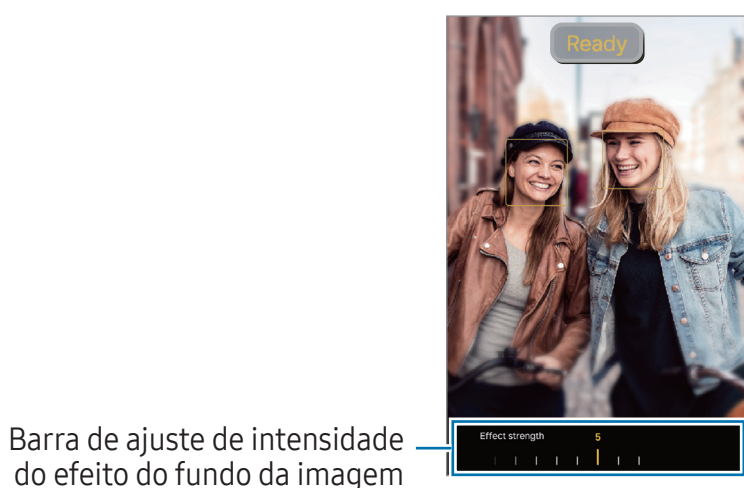 Ready
Effect strength 5
Barra de ajuste de intensidade
do efeito do fundo da imagem